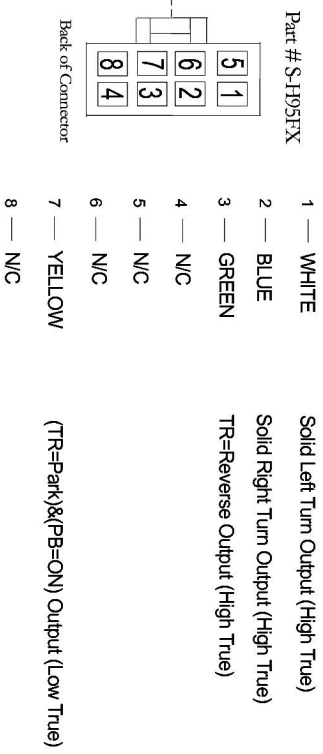 Part # S-H95FX
5 6 7 8
1 2 3 4
Back of Connector
1 — WHITE Solid Left Turn Output (High True)
2 — BLUE Solid Right Turn Output (High True)
3 — GREEN TR=Reverse Output (High True)
4 — N/C
5 — N/C
6 — N/C
7 — YELLOW (TR=Park)&(PB=ON) Output (Low True)
8 — N/C